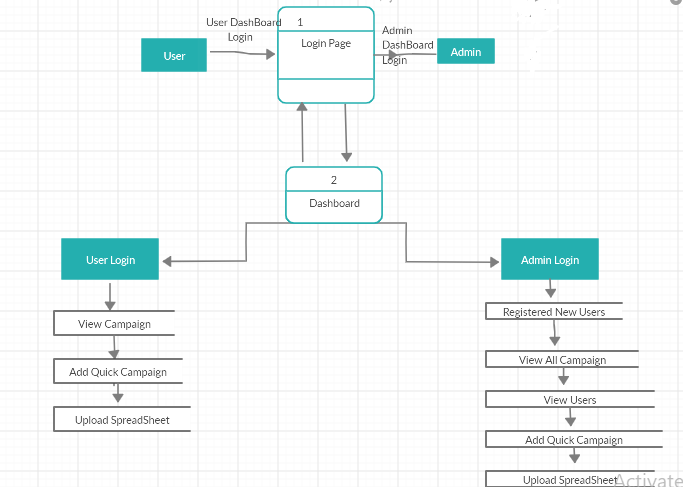 User DashBoard
Login
User
1
Login Page
Admin
DashBoard
Login
Admin
2
Dashboard
User Login
Admin Login
View Campaign
Add Quick Campaign
Upload SpreadSheet
Registered New Users
View All Campaign
View Users
Add Quick Campaign
Upload SpreadSheet
Activate